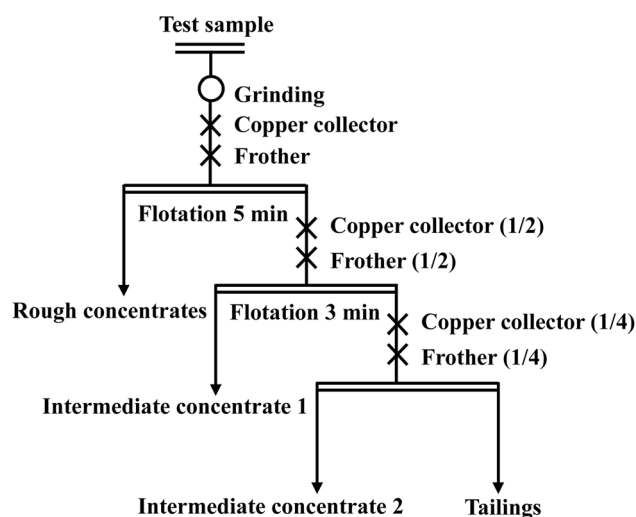 Test sample
Grinding
Copper collector
Frother
Flotation 5 min
Copper collector (1/2)
Frother (1/2)
Rough concentrates
Flotation 3 min
Copper collector (1/4)
Frother (1/4)
Intermediate concentrate 1
Intermediate concentrate 2
Tailings